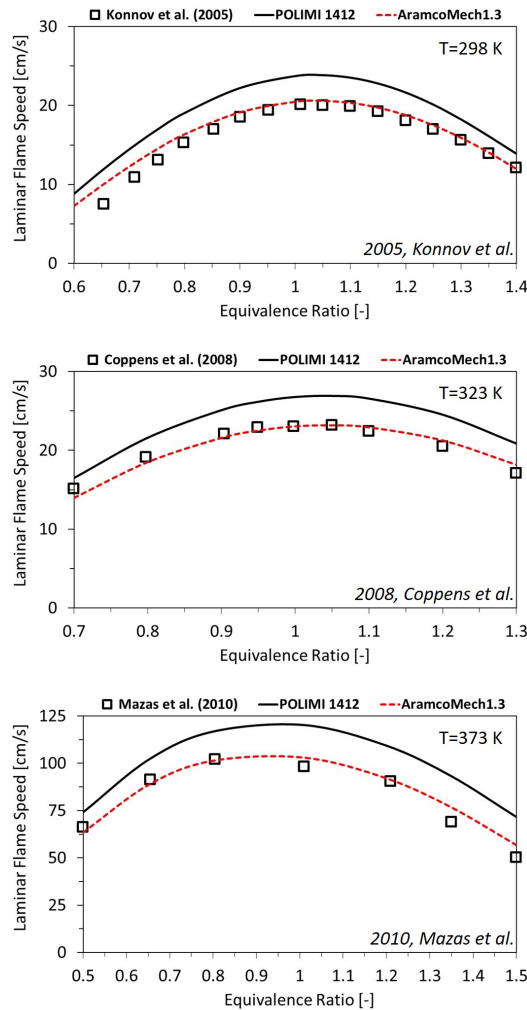 Konnov et al. (2005) POLIMI 1412 AramcoMech1.3
30
20
10
0
Laminar Flame Speed [cm/s]
T=298 K
2005, Konnov et al.
0.6 0.7 0.8 0.9 1 1.1 1.2 1.3 1.4
Equivalence Ratio [-]
Coppens et al. (2008) POLIMI 1412 AramcoMech1.3
30
20
10
0
Laminar Flame Speed [cm/s]
T=323 K
2008, Coppens et al.
0.7 0.8 0.9 1 1.1 1.2 1.3
Equivalence Ratio [-]
Mazas et al. (2010) POLIMI 1412 AramcoMech1.3
125
100
75
50
25
0
Laminar Flame Speed [cm/s]
T=373 K
2010, Mazas et al.
0.5 0.6 0.7 0.8 0.9 1 1.1 1.2 1.3 1.4 1.5
Equivalence Ratio [-]